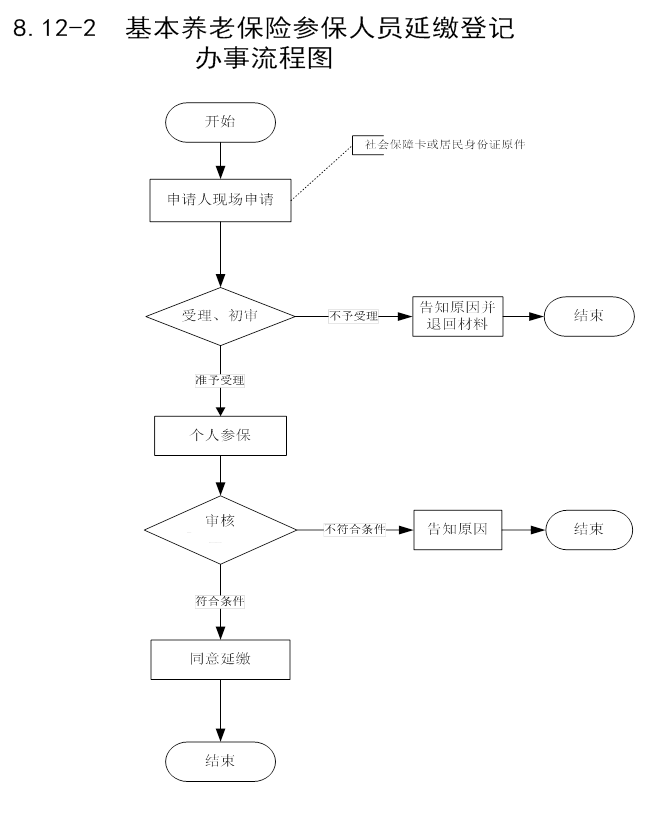 8.12-2 基本养老保险参保人员延缴登记
办事流程图
开始
社会保障卡或居民身份证原件
申请人现场申请
受理、初审
不予受理
告知原因并
退回材料
结束
准予受理
个人参保
审核
不符合条件
告知原因
结束
符合条件
同意延缴
结束